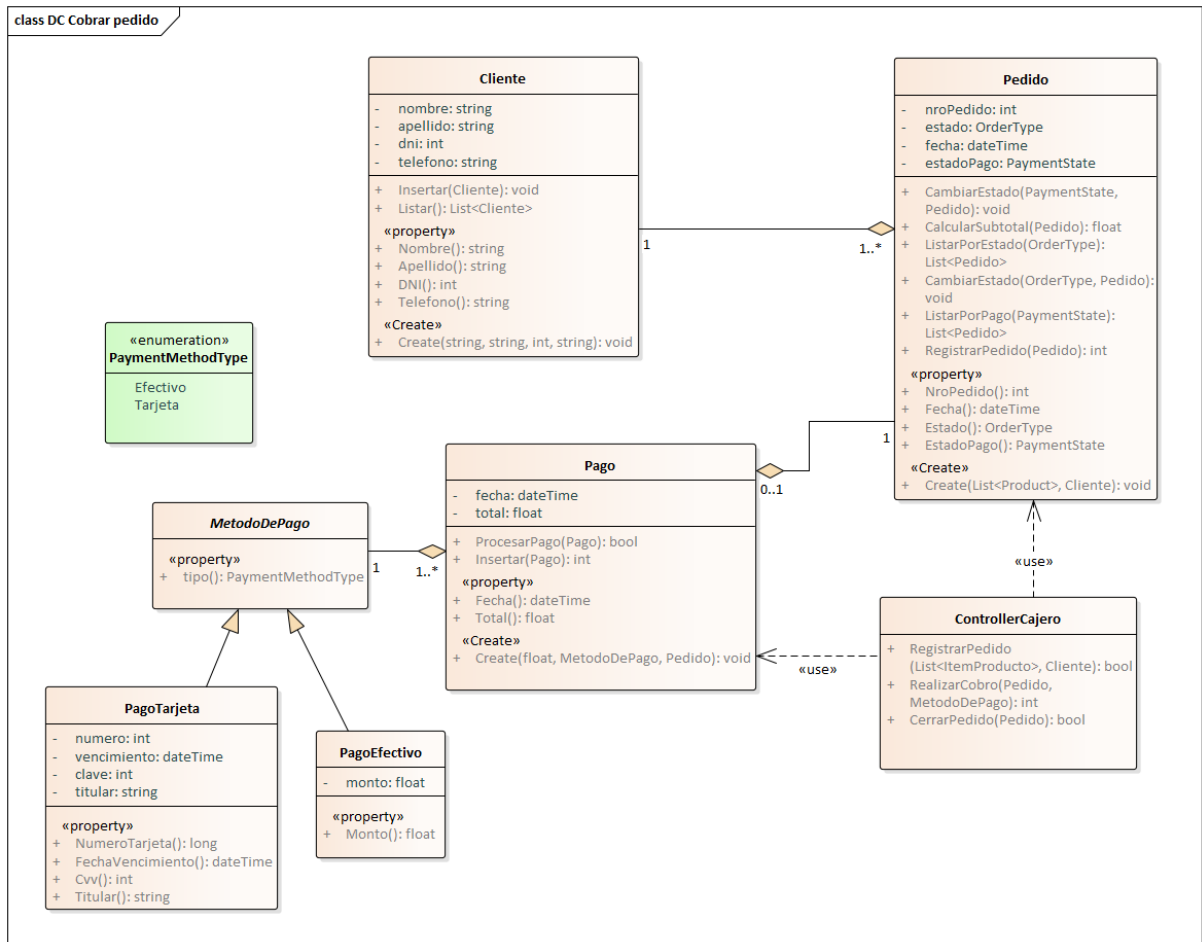 class DC Cobrar pedido
Cliente
- nombre: string
- apellido: string
- dni: int
- telefono: string
+ Insertar(Cliente): void
+ Listar(): List<Cliente>
«property»
+ Nombre(): string
+ Apellido(): string
+ DNI(): int
+ Telefono(): string
«Create»
+ Create(string, string, int, string): void
1
1..*
Pedido
- nroPedido: int
- estado: OrderType
- fecha: dateTime
- estadoPago: PaymentState
+ CambiarEstado(PaymentState,
Pedido): void
+ CalcularSubtotal(Pedido): float
+ ListarPorEstado(OrderType):
List<Pedido>
+ CambiarEstado(OrderType, Pedido):
void
+ ListarPorPago(PaymentState):
List<Pedido>
+ RegistrarPedido(Pedido): int
«property»
+ NroPedido(): int
+ Fecha(): dateTime
+ Estado(): OrderType
+ EstadoPago(): PaymentState
«Create»
+ Create(List<Product>, Cliente): void
«enumeration»
PaymentMethodType
Efectivo
Tarjeta
1
0..1
Pago
- fecha: dateTime
- total: float
+ ProcesarPago(Pago): bool
+ Insertar(Pago): int
«property»
+ Fecha(): dateTime
+ Total(): float
«Create»
+ Create(float, MetodoDePago, Pedido): void
MetodoDePago
«property»
+ tipo(): PaymentMethodType
1
1..*
«use»
«use»
ControllerCajero
+ RegistrarPedido
(List<ItemProducto>, Cliente): bool
+ RealizarCobro(Pedido,
MetodoDePago): int
+ CerrarPedido(Pedido): bool
PagoTarjeta
- numero: int
- vencimiento: dateTime
- clave: int
- titular: string
«property»
+ NumeroTarjeta(): long
+ FechaVencimiento(): dateTime
+ Cvv(): int
+ Titular(): string
PagoEfectivo
- monto: float
«property»
+ Monto(): float